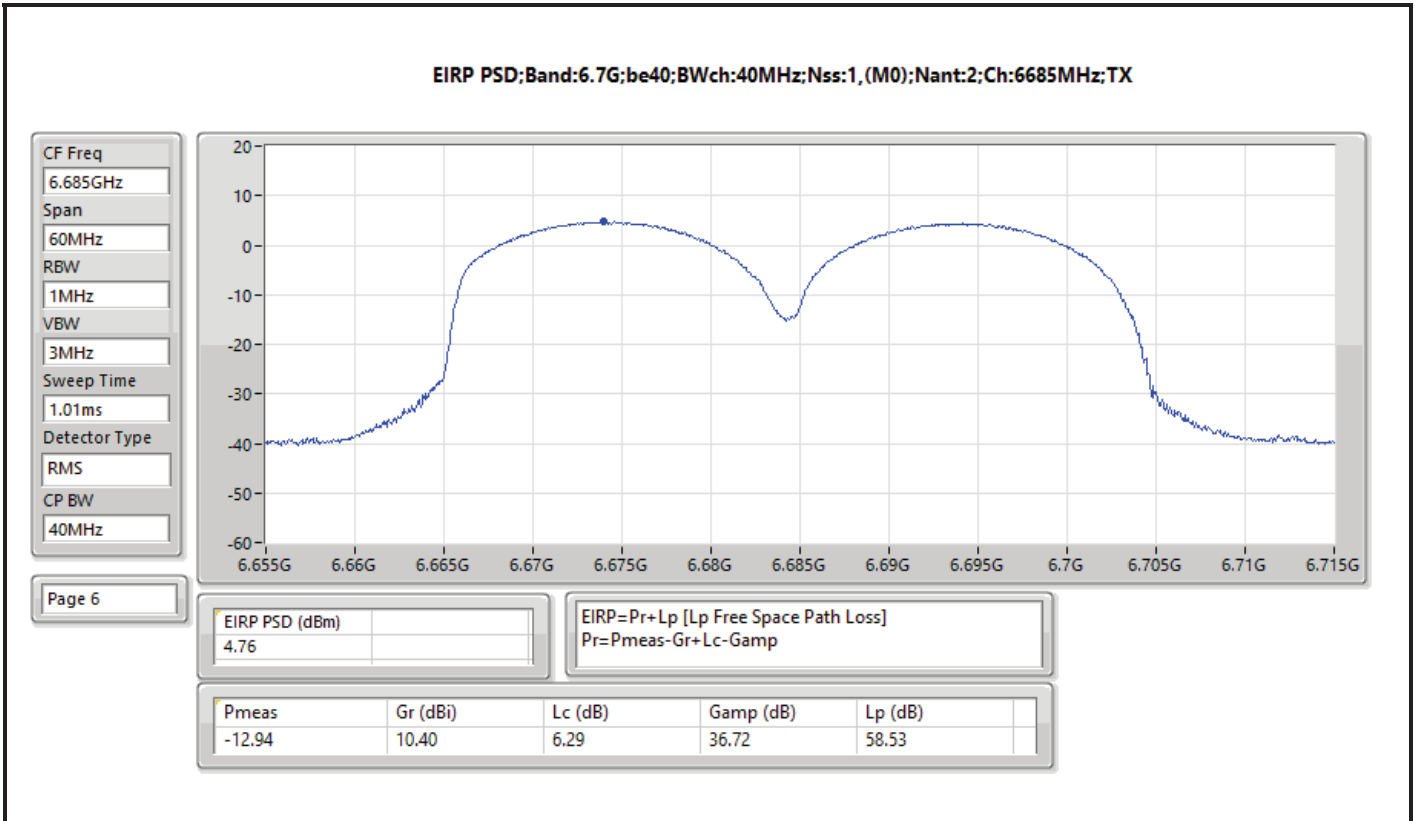 EIRP PSD;Band:6.7G;be40;BWch:40MHz;Nss:1,(M0);Nant:2;Ch:6685MHz;TX
CF Freq
6.685GHz
Span
60MHz
RBW
1MHz
VBW
3MHz
Sweep Time
1.01ms
Detector Type
RMS
CP BW
40MHz
Page 6
20
10
0
-10
-20
-30
-40
-50
-60
6.655G 6.66G 6.665G 6.67G 6.675G 6.68G 6.685G 6.69G 6.695G 6.7G 6.705G 6.71G 6.715G
EIRP PSD (dBm)
4.76
EIRP=Pr+Lp [Lp Free Space Path Loss]
Pr=Pmeas-Gr+Lc-Gamp
Pmeas Gr (dBi) Lc (dB) Gamp (dB) Lp (dB)
-12.94 10.40 6.29 36.72 58.53